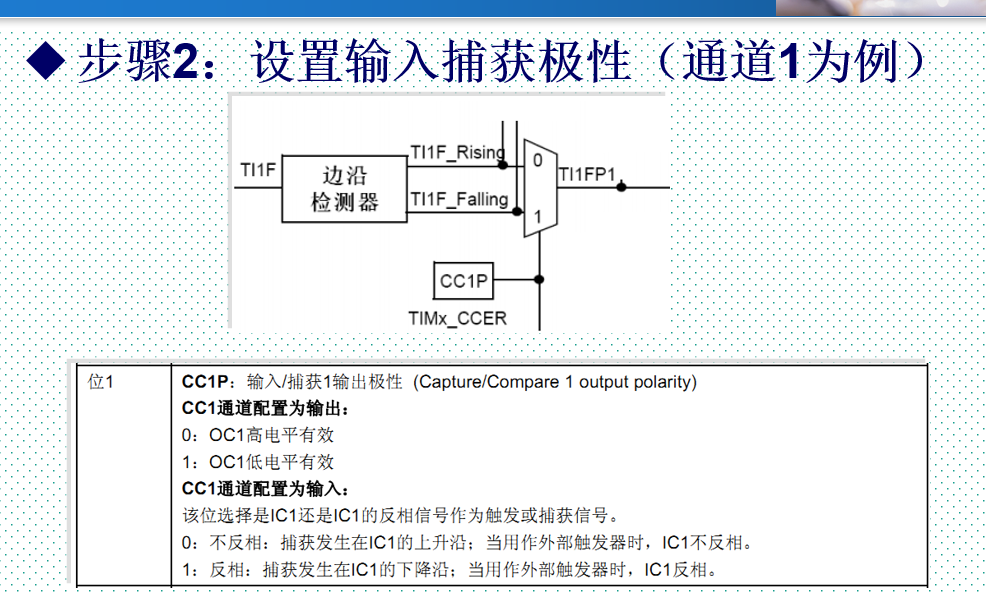 ◆ 步骤2：设置输入捕获极性（通道1为例）
TI1F
边沿
检测器
TI1F_Rising
TI1F_Falling
0
1
TI1FP1
CC1P
TIMx_CCER
位1
CC1P：输入/捕获1输出极性 (Capture/Compare 1 output polarity)
CC1通道配置为输出：
0：OC1高电平有效
1：OC1低电平有效
CC1通道配置为输入：
该位选择是IC1还是IC1的反相信号作为触发或捕获信号。
0：不反相：捕获发生在IC1的上升沿；当用作外部触发器时，IC1不反相。
1：反相：捕获发生在IC1的下降沿；当用作外部触发器时，IC1反相。